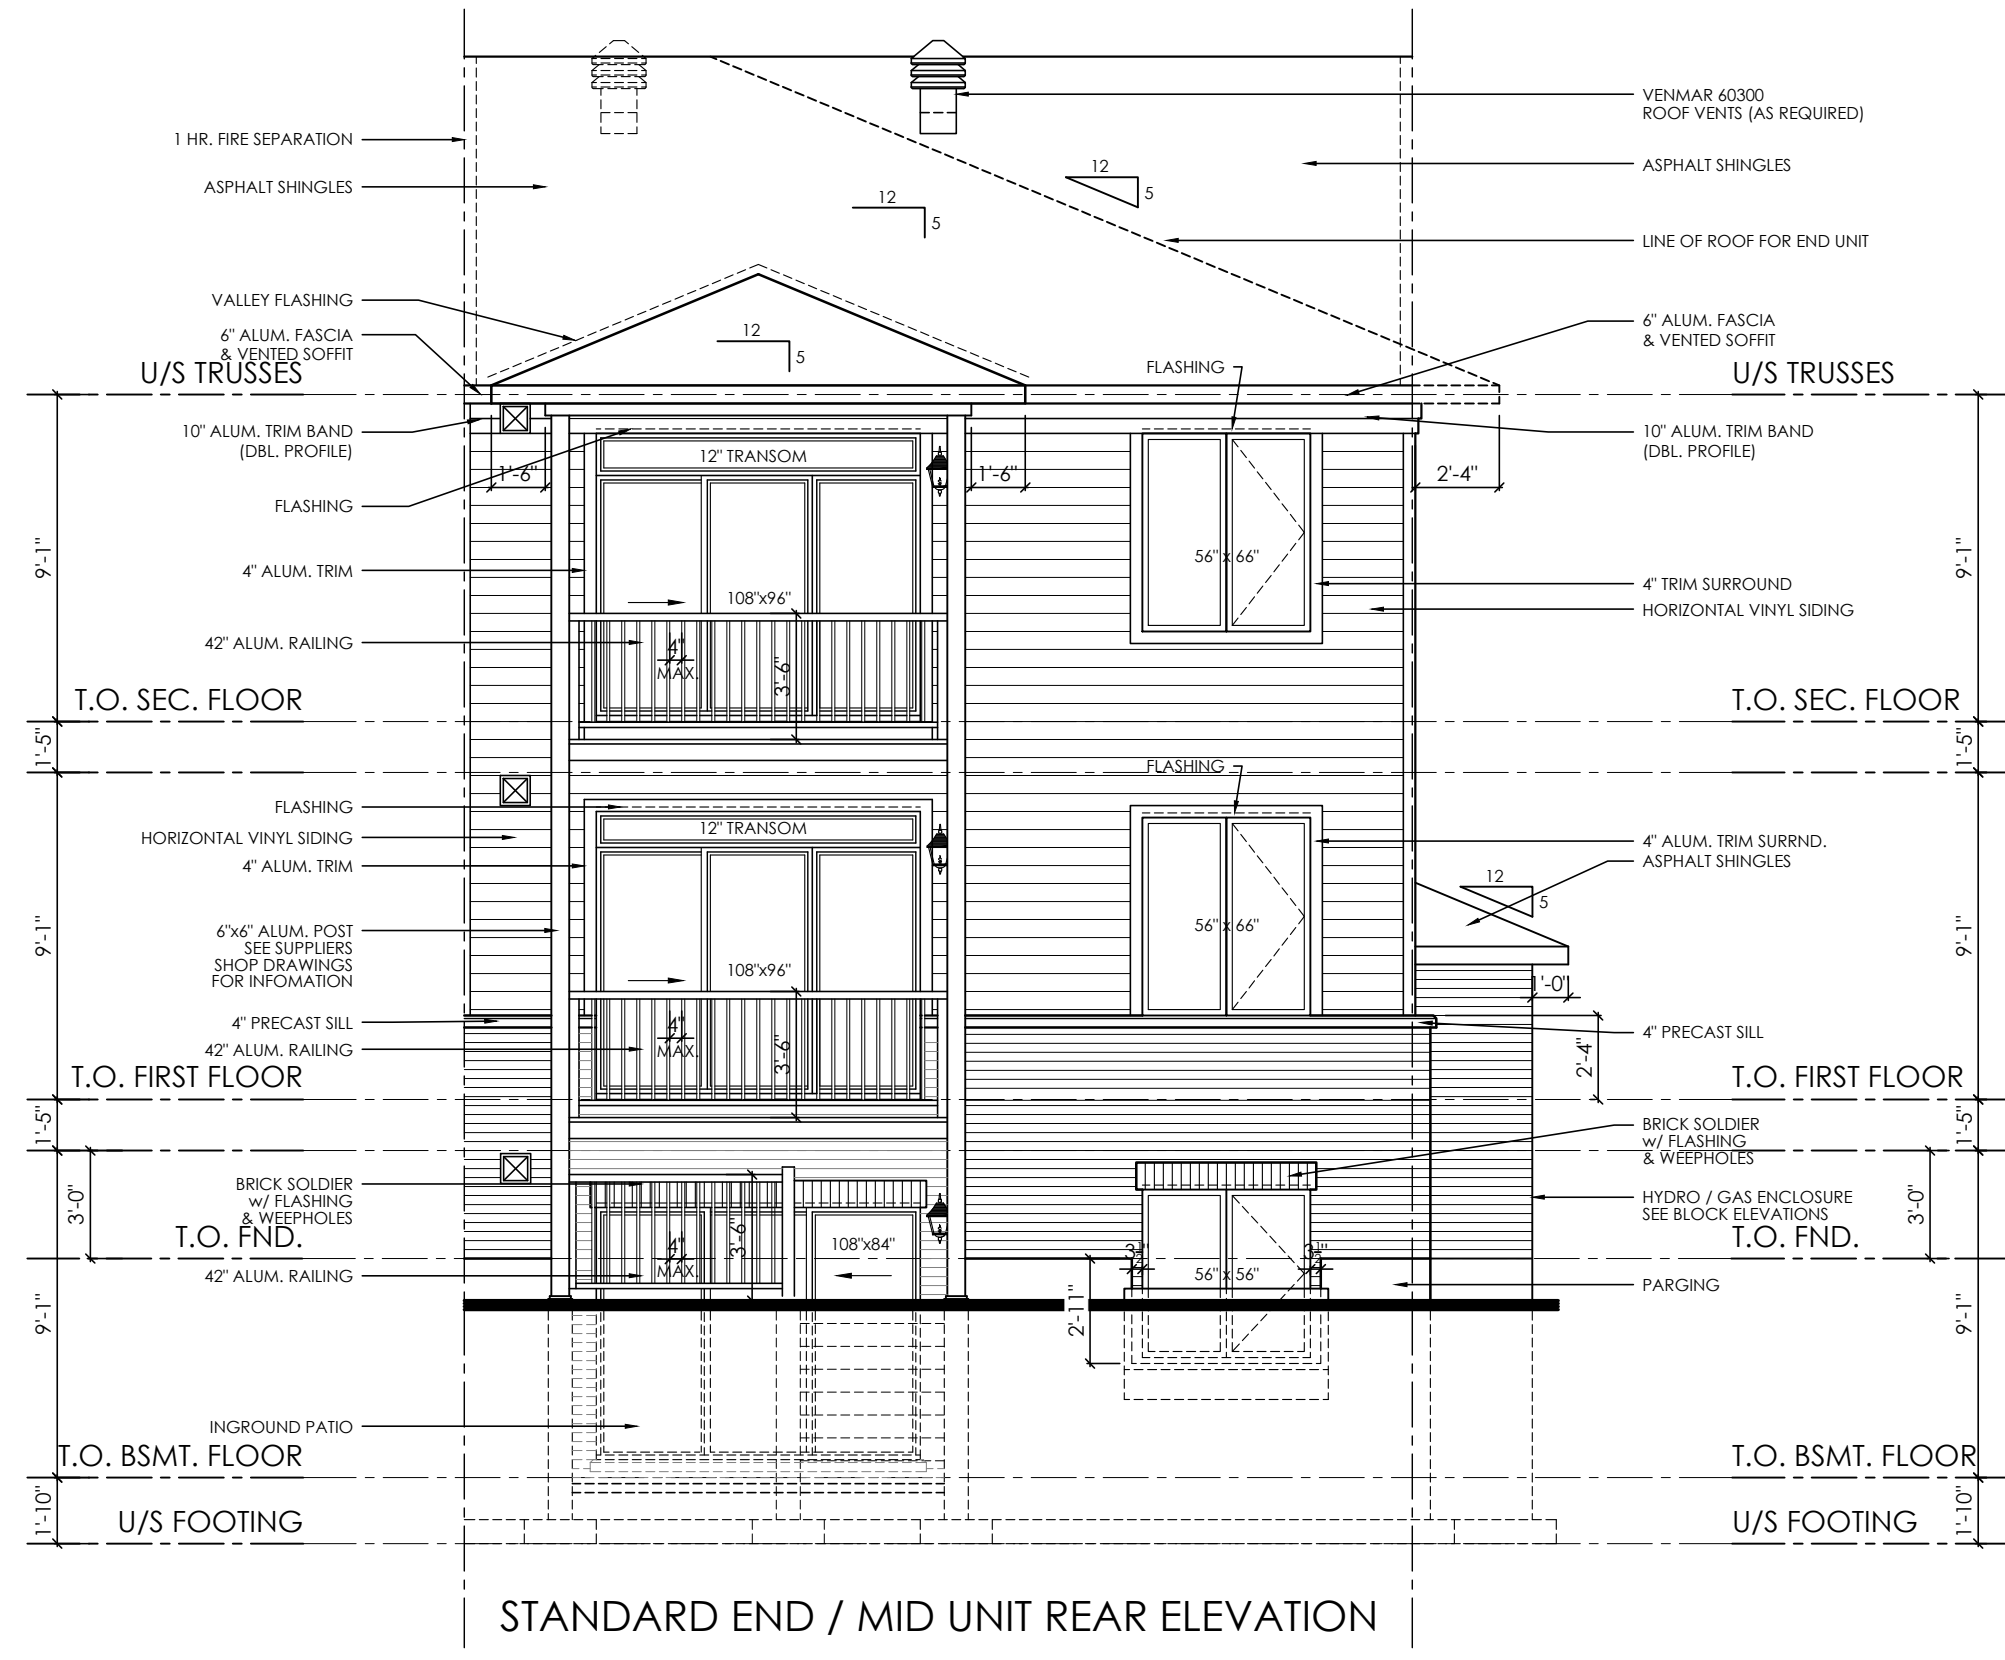 VENMAR 60300
ROOF VENTS (AS REQUIRED)
1 HR. FIRE SEPARATION
ASPHALT SHINGLES
ASPHALT SHINGLES
12
5
12
5
LINE OF ROOF FOR END UNIT
VALLEY FLASHING
6" ALUM. FASCIA
& VENTED SOFFIT
6" ALUM. FASCIA
& VENTED SOFFIT
12
5
FLASHING
U/S TRUSSES
U/S TRUSSES
10" ALUM. TRIM BAND
(DBL. PROFILE)
10" ALUM. TRIM BAND
(DBL. PROFILE)
12" TRANSOM
1'-6"
1'-6"
2'-4"
FLASHING
9'-1"
9'-1"
56" x 66"
4" ALUM. TRIM
4" TRIM SURROUND
108"x96"
HORIZONTAL VINYL SIDING
42" ALUM. RAILING
4"
MAX.
3'-6"
T.O. SEC. FLOOR
T.O. SEC. FLOOR
1'-5"
1'-5"
FLASHING
FLASHING
12" TRANSOM
HORIZONTAL VINYL SIDING
4" ALUM. TRIM SURRND.
4" ALUM. TRIM
ASPHALT SHINGLES
12
5
9'-1"
9'-1"
56" x 66"
6"x6" ALUM. POST
SEE SUPPLIERS
SHOP DRAWINGS
FOR INFOMATION
108"x96"
1'-0"
4" PRECAST SILL
4" PRECAST SILL
42" ALUM. RAILING
4"
MAX.
3'-6"
2'-4"
T.O. FIRST FLOOR
T.O. FIRST FLOOR
1'-5"
1'-5"
BRICK SOLDIER
w/ FLASHING
& WEEPHOLES
BRICK SOLDIER
w/ FLASHING
& WEEPHOLES
3'-0"
3'-0"
HYDRO / GAS ENCLOSURE
SEE BLOCK ELEVATIONS
T.O. FND.
T.O. FND.
4"
MAX.
3'-6"
108"x84"
3½"
3½"
56" x 56"
42" ALUM. RAILING
PARGING
9'-1"
9'-1"
2'-11"
INGROUND PATIO
T.O. BSMT. FLOOR
T.O. BSMT. FLOOR
1'-10"
1'-10"
U/S FOOTING
U/S FOOTING
STANDARD END / MID UNIT REAR ELEVATION